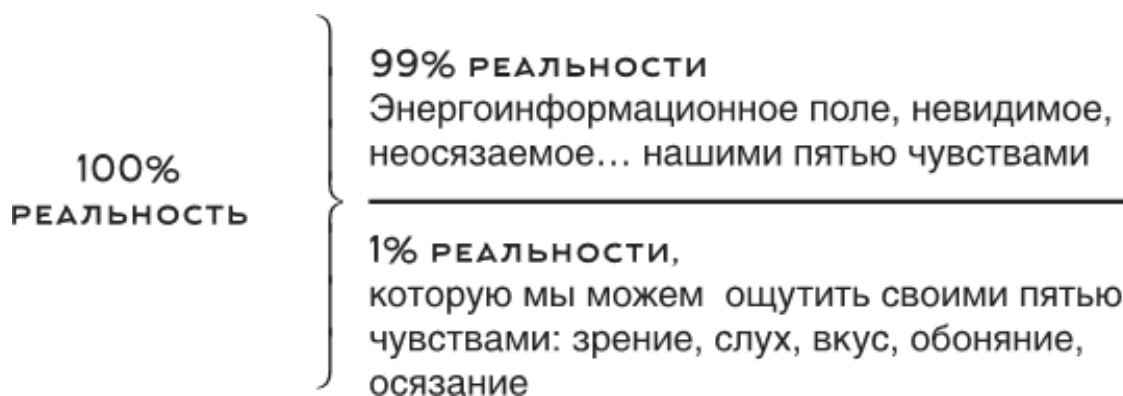 100%
РЕАЛЬНОСТЬ
99% РЕАЛЬНОСТИ
Энергоинформационное поле, невидимое,
неосязаемое... нашими пятью чувствами
1% РЕАЛЬНОСТИ,
которую мы можем ощутить своими пятью
чувствами: зрение, слух, вкус, обоняние,
осязание